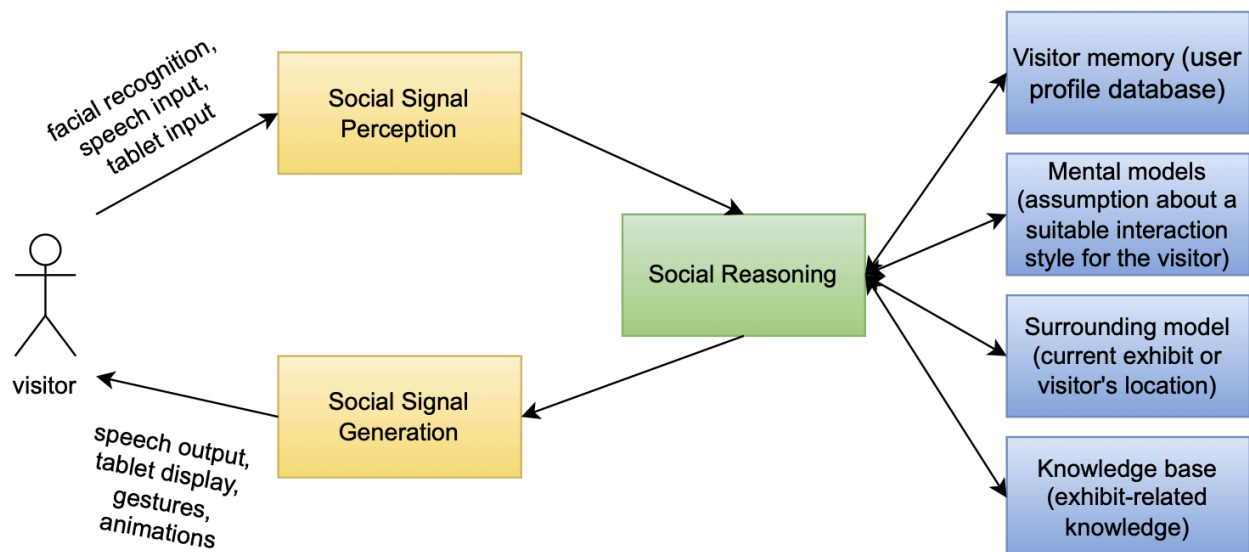 facial recognition,
speech input,
tablet input
Social Signal
Perception
Visitor memory (user
profile database)
Mental models
(assumption about a
suitable interaction
style for the visitor)
Social Reasoning
Surrounding model
(current exhibit or
visitor's location)
visitor
Social Signal
Generation
speech output,
tablet display,
gestures,
animations
Knowledge base
(exhibit-related
knowledge)